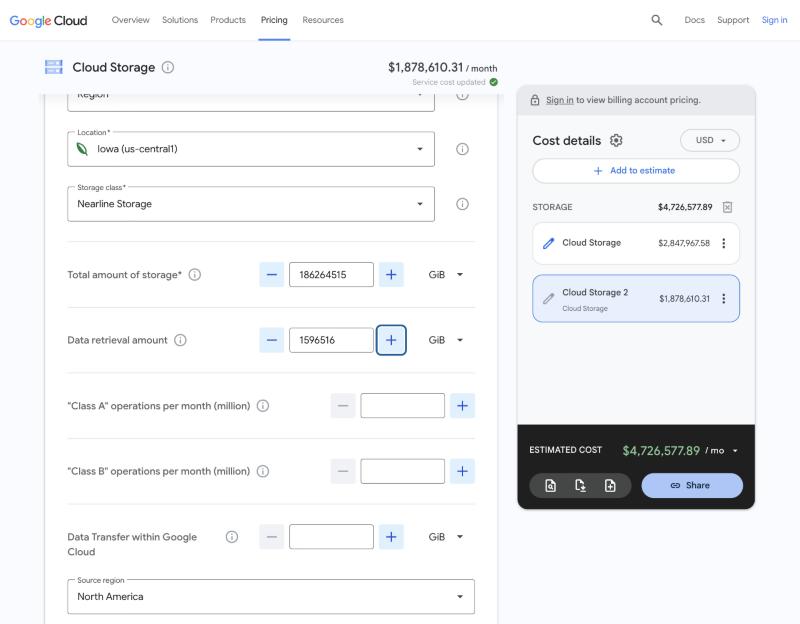 Google Cloud Overview Solutions Products Pricing Resources Docs Support Sign in
Cloud Storage $1,878,610.31 / month
Service cost updated
Region
Location*
Iowa (us-central1)
Storage class*
Nearline Storage
Total amount of storage* 186264515 GiB
Data retrieval amount 1596516 GiB
"Class A" operations per month (million)
"Class B" operations per month (million)
Data Transfer within Google
Cloud
GiB
Source region
North America
Sign in to view billing account pricing.
Cost details USD
+ Add to estimate
STORAGE $4,726,577.89
Cloud Storage $2,847,967.58
Cloud Storage 2 $1,878,610.31
Cloud Storage
ESTIMATED COST $4,726,577.89 / mo
Share